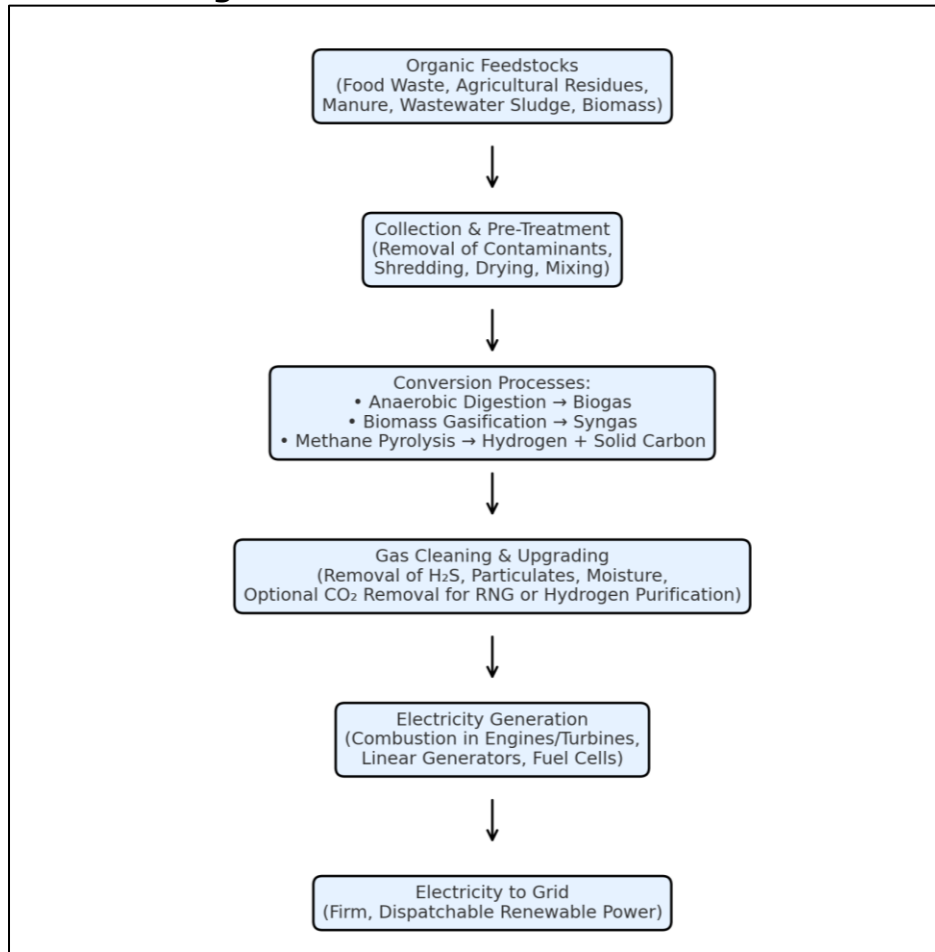 Organic Feedstocks
(Food Waste, Agricultural Residues,
Manure, Wastewater Sludge, Biomass)
Collection & Pre-Treatment
(Removal of Contaminants,
Shredding, Drying, Mixing)
Conversion Processes:
• Anaerobic Digestion → Biogas
• Biomass Gasification → Syngas
• Methane Pyrolysis → Hydrogen + Solid Carbon
Gas Cleaning & Upgrading
(Removal of H₂S, Particulates, Moisture,
Optional CO₂ Removal for RNG or Hydrogen Purification)
Electricity Generation
(Combustion in Engines/Turbines,
Linear Generators, Fuel Cells)
Electricity to Grid
(Firm, Dispatchable Renewable Power)